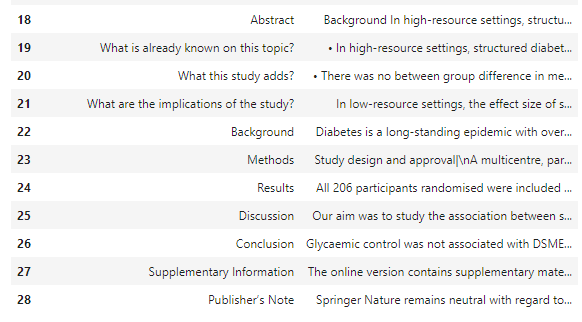 18 Abstract Background In high-resource settings, structu...
19 What is already known on this topic? • In high-resource settings, structured diabet...
20 What this study adds? • There was no between group difference in me...
21 What are the implications of the study? In low-resource settings, the effect size of s...
22 Background Diabetes is a long-standing epidemic with over...
23 Methods Study design and approval|\nA multicentre, par...
24 Results All 206 participants randomised were included ...
25 Discussion Our aim was to study the association between s...
26 Conclusion Glycaemic control was not associated with DSME...
27 Supplementary Information The online version contains supplementary mate...
28 Publisher's Note Springer Nature remains neutral with regard to...